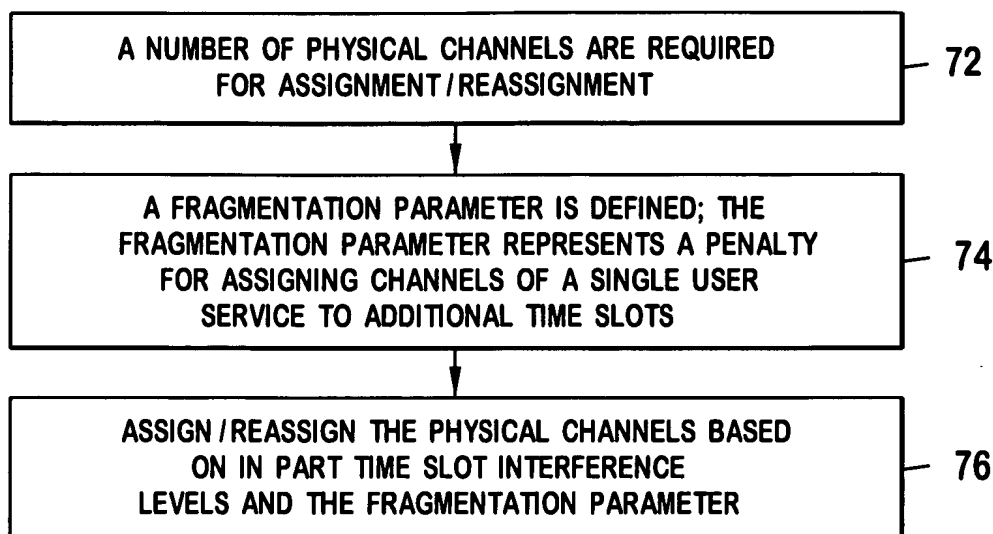 A NUMBER OF PHYSICAL CHANNELS ARE REQUIRED
FOR ASSIGNMENT/REASSIGNMENT
72
A FRAGMENTATION PARAMETER IS DEFINED; THE
FRAGMENTATION PARAMETER REPRESENTS A PENALTY
FOR ASSIGNING CHANNELS OF A SINGLE USER
SERVICE TO ADDITIONAL TIME SLOTS
74
ASSIGN/REASSIGN THE PHYSICAL CHANNELS BASED
ON IN PART TIME SLOT INTERFERENCE
LEVELS AND THE FRAGMENTATION PARAMETER
76